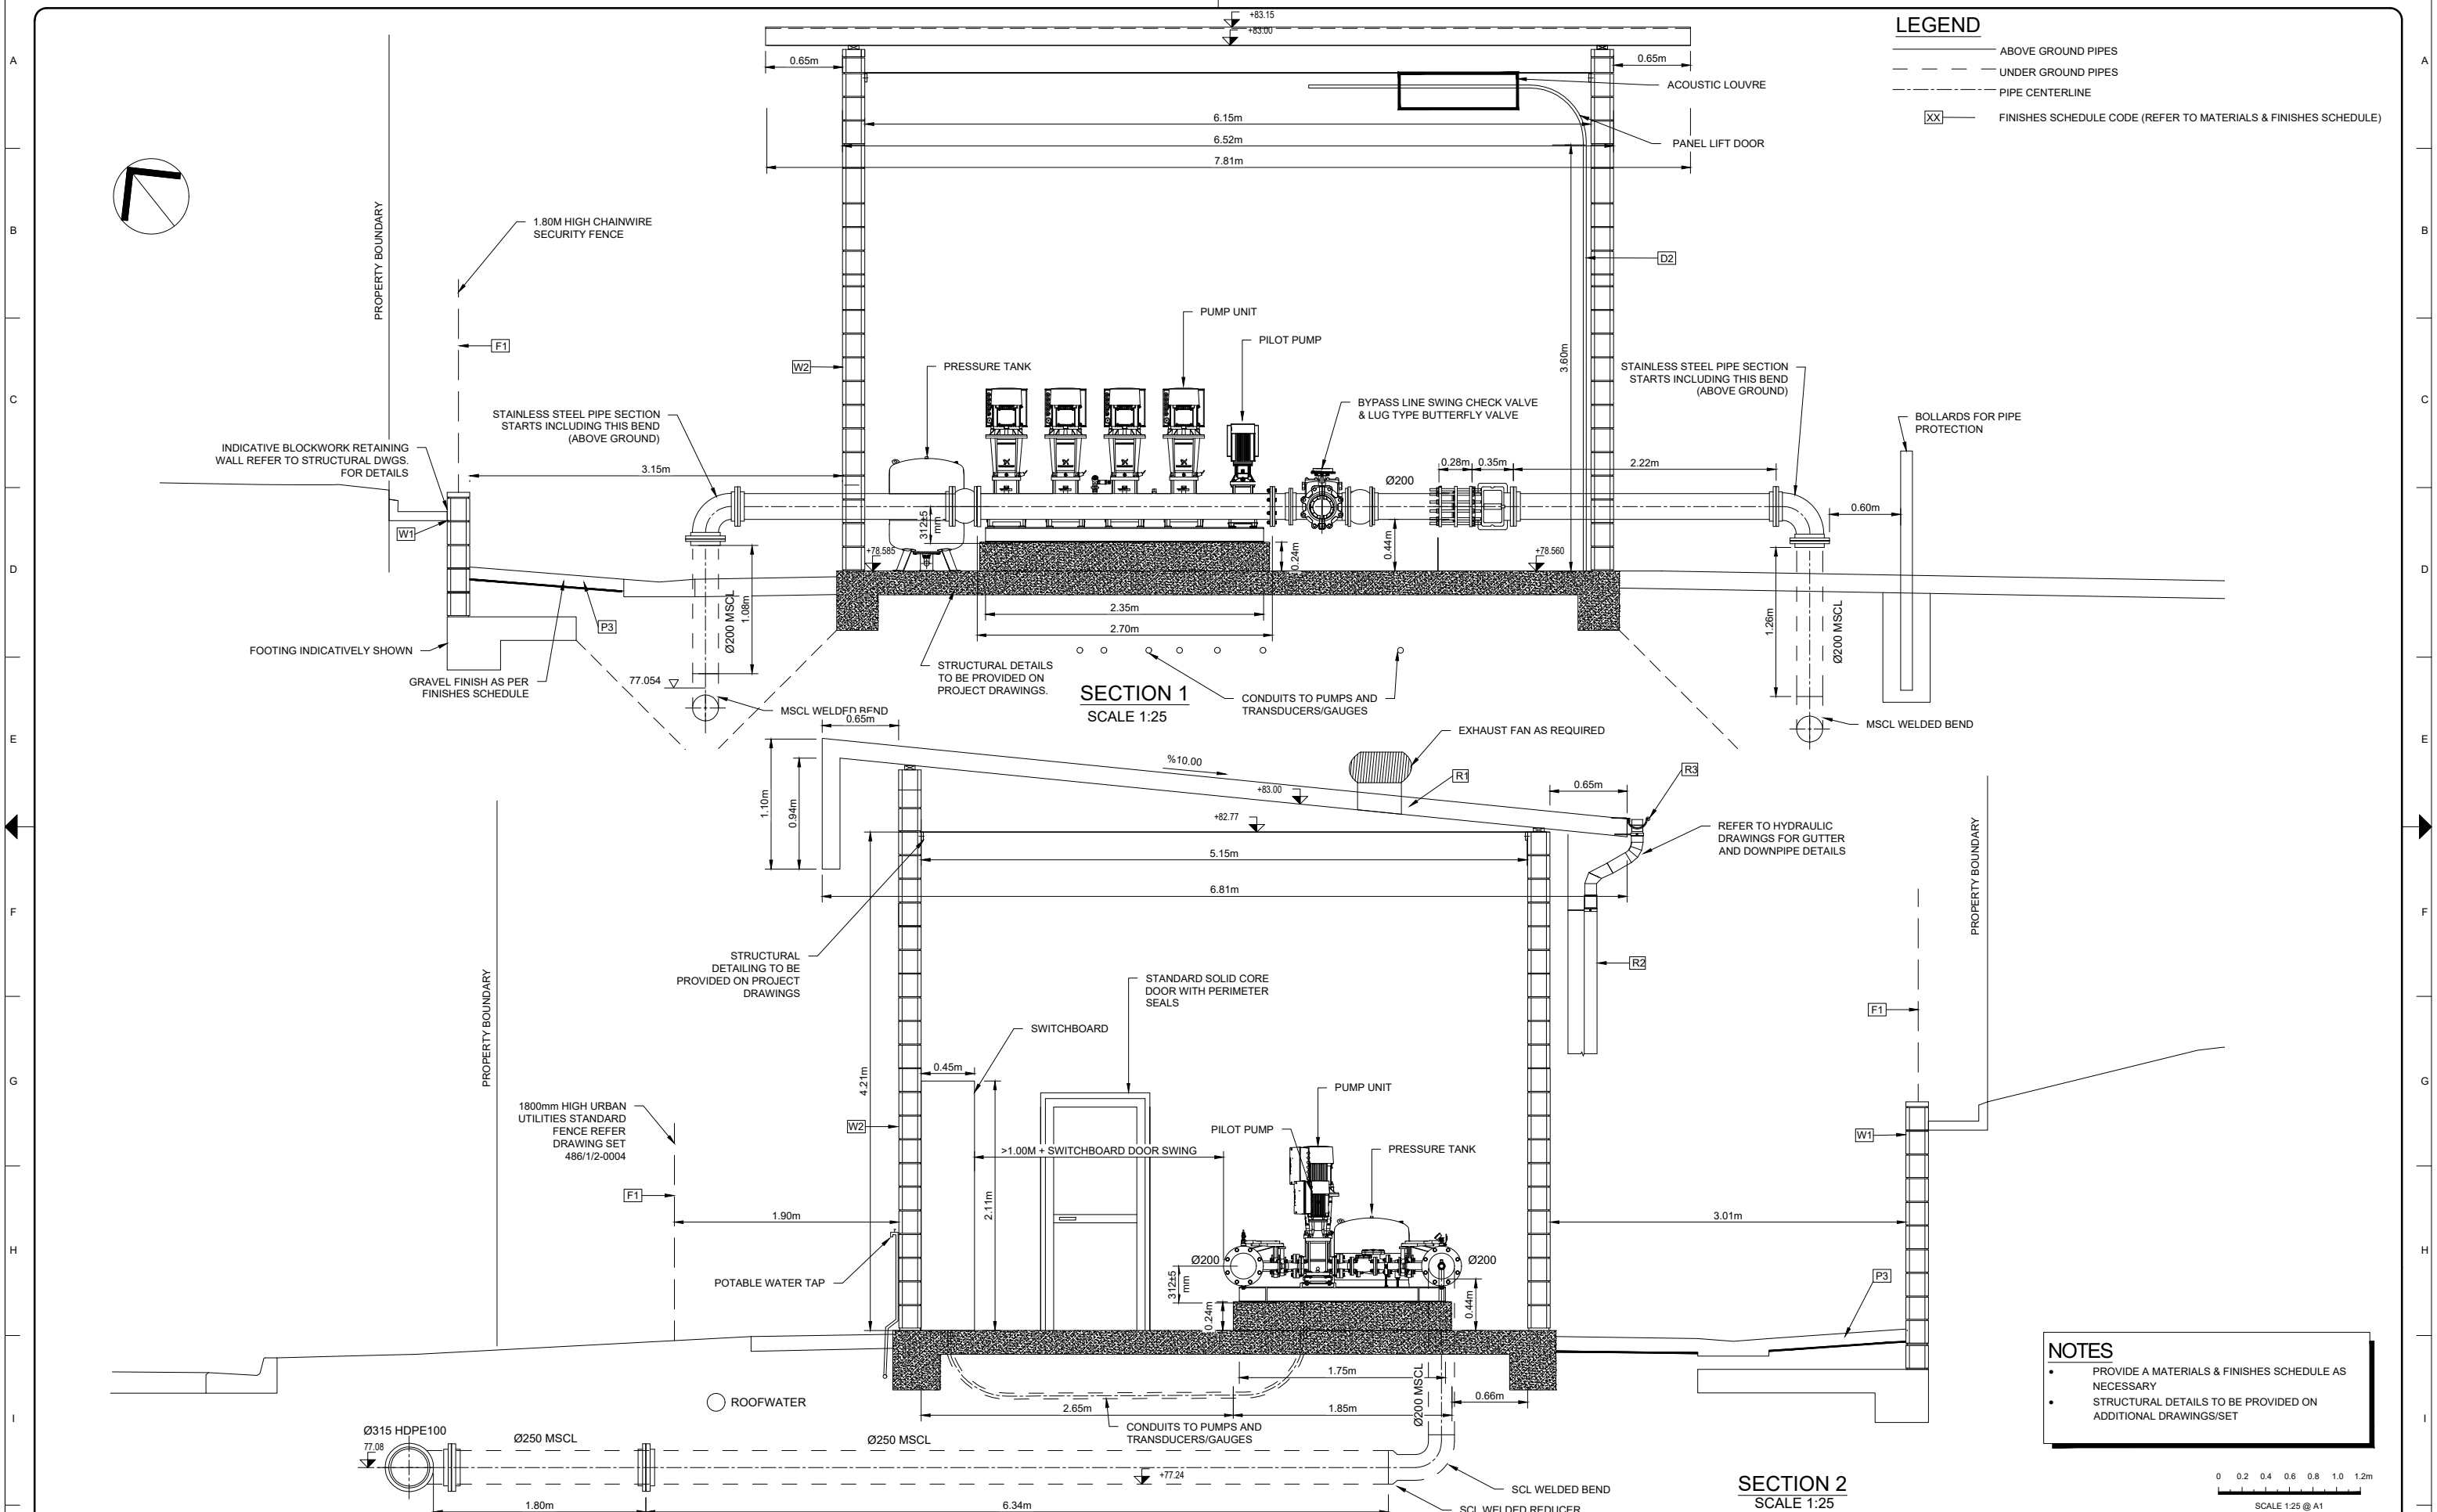 A
A
B
B
C
C
D
D
E
E
F
F
G
G
H
H
I
I
LEGEND
ABOVE GROUND PIPES
UNDER GROUND PIPES
PIPE CENTERLINE
XX
FINISHES SCHEDULE CODE (REFER TO MATERIALS & FINISHES SCHEDULE)
+83.15
+83.00
0.65m
0.65m
ACOUSTIC LOUVRE
6.15m
6.52m
7.81m
PANEL LIFT DOOR
PROPERTY BOUNDARY
1.80M HIGH CHAINWIRE
SECURITY FENCE
F1
W2
D2
PUMP UNIT
PILOT PUMP
PRESSURE TANK
3.60m
STAINLESS STEEL PIPE SECTION
STARTS INCLUDING THIS BEND
(ABOVE GROUND)
STAINLESS STEEL PIPE SECTION
STARTS INCLUDING THIS BEND
(ABOVE GROUND)
BYPASS LINE SWING CHECK VALVE
& LUG TYPE BUTTERFLY VALVE
BOLLARDS FOR PIPE
PROTECTION
INDICATIVE BLOCKWORK RETAINING
WALL REFER TO STRUCTURAL DWGS.
FOR DETAILS
3.15m
0.28m
0.35m
2.22m
Ø200
0.60m
W1
312±5
mm
+78.585
0.24m
0.44m
+78.560
Ø200 MSCL
1.08m
2.35m
2.70m
1.26m
Ø200 MSCL
P3
FOOTING INDICATIVELY SHOWN
GRAVEL FINISH AS PER
FINISHES SCHEDULE
77.054
STRUCTURAL DETAILS
TO BE PROVIDED ON
PROJECT DRAWINGS.
SECTION 1
SCALE 1:25
CONDUITS TO PUMPS AND
TRANSDUCERS/GAUGES
MSCL WELDED BEND
MSCL WELDED BEND
0.65m
EXHAUST FAN AS REQUIRED
%10.00
R1
R3
1.10m
0.94m
+83.00
0.65m
+82.77
REFER TO HYDRAULIC
DRAWINGS FOR GUTTER
AND DOWNPIPE DETAILS
5.15m
6.81m
PROPERTY BOUNDARY
PROPERTY BOUNDARY
STRUCTURAL
DETAILING TO BE
PROVIDED ON PROJECT
DRAWINGS
STANDARD SOLID CORE
DOOR WITH PERIMETER
SEALS
R2
F1
SWITCHBOARD
0.45m
4.21m
2.11m
1800mm HIGH URBAN
UTILITIES STANDARD
FENCE REFER
DRAWING SET
486/1/2-0004
W2
PUMP UNIT
PILOT PUMP
PRESSURE TANK
>1.00M + SWITCHBOARD DOOR SWING
W1
F1
1.90m
3.01m
Ø200
Ø200
POTABLE WATER TAP
312±5
mm
0.24m
0.44m
P3
ROOFWATER
1.75m
Ø200 MSCL
0.66m
2.65m
1.85m
CONDUITS TO PUMPS AND
TRANSDUCERS/GAUGES
Ø315 HDPE100
77.08
Ø250 MSCL
Ø250 MSCL
+77.24
SCL WELDED BEND
SCL WELDED REDUCER
1.80m
6.34m
SECTION 2
SCALE 1:25
NOTES
• PROVIDE A MATERIALS & FINISHES SCHEDULE AS
NECESSARY
• STRUCTURAL DETAILS TO BE PROVIDED ON
ADDITIONAL DRAWINGS/SET
0 0.2 0.4 0.6 0.8 1.0 1.2m
SCALE 1:25 @ A1